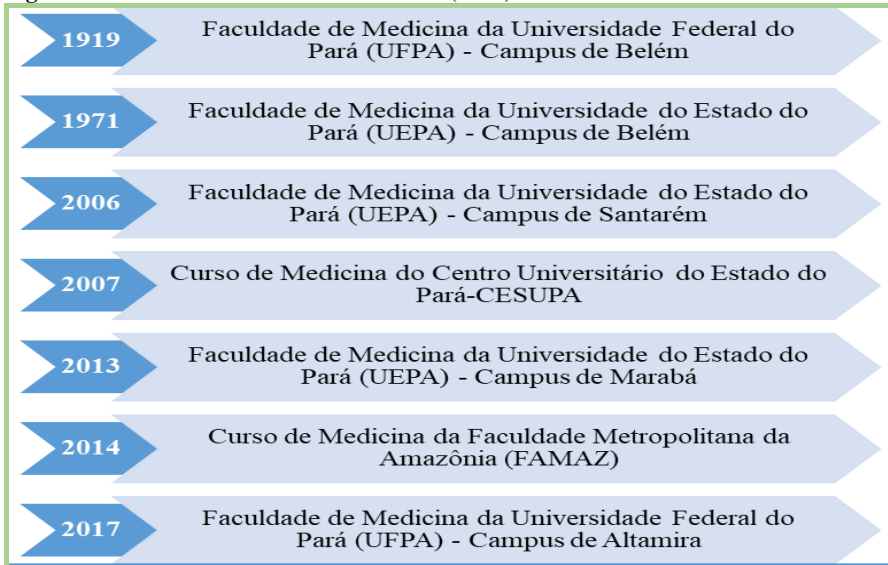 1919
Faculdade de Medicina da Universidade Federal do
Pará (UFPA) - Campus de Belém
1971
Faculdade de Medicina da Universidade do Estado do
Pará (UEPA) - Campus de Belém
2006
Faculdade de Medicina da Universidade do Estado do
Pará (UEPA) - Campus de Santarém
2007
Curso de Medicina do Centro Universitário do Estado do
Pará-CESUPA
2013
Faculdade de Medicina da Universidade do Estado do
Pará (UEPA) - Campus de Marabá
2014
Curso de Medicina da Faculdade Metropolitana da
Amazônia (FAMAZ)
2017
Faculdade de Medicina da Universidade Federal do
Pará (UFPA) - Campus de Altamira